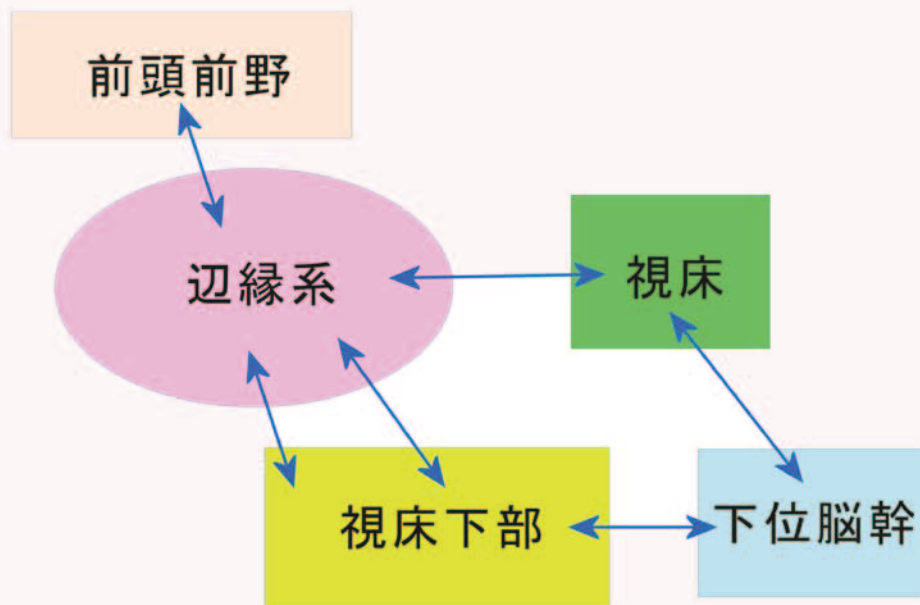 前頭前野
辺縁系
視床
視床下部
下位脳幹